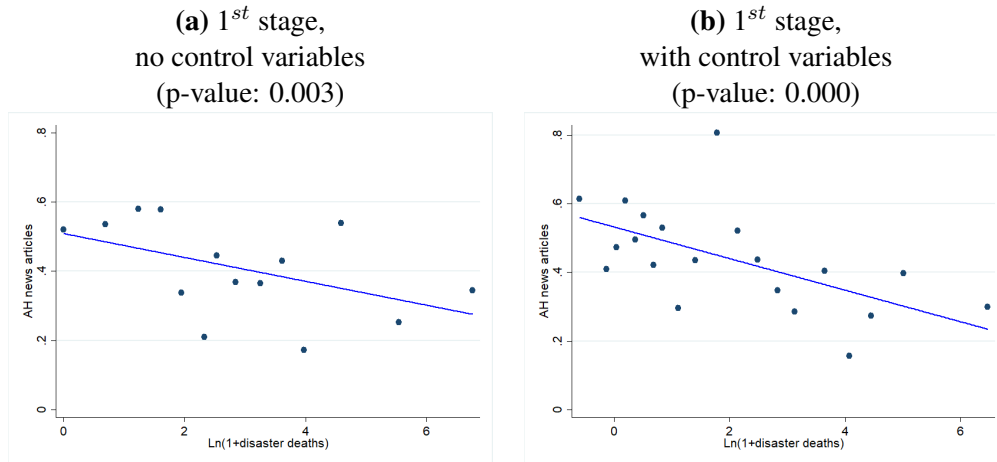 (a) 1st stage,
no control variables
(p-value: 0.003)
.8
.6
.4
.2
0
AH news articles
0 2 4 6
Ln(1+disaster deaths)
(b) 1st stage,
with control variables
(p-value: 0.000)
.8
.6
.4
.2
0
AH news articles
0 2 4 6
Ln(1+disaster deaths)